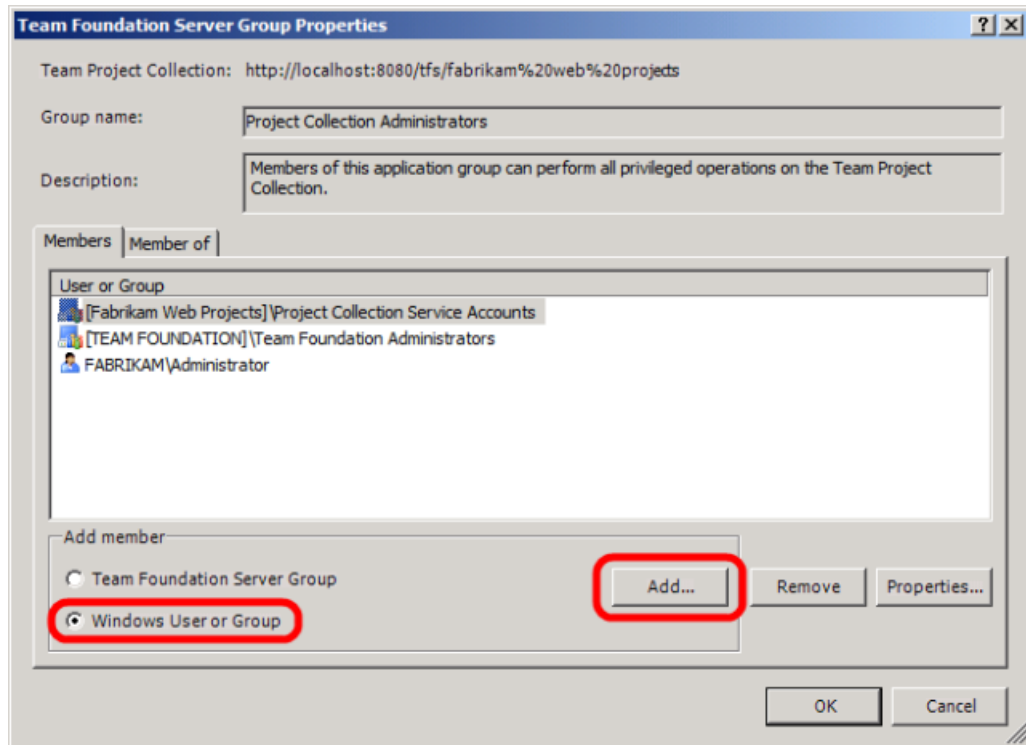 Team Foundation Server Group Properties
Team Project Collection: http://localhost:8080/tfs/fabrikam%20web%20projects
Group name: Project Collection Administrators
Description: Members of this application group can perform all privileged operations on the Team Project
Collection.
Members Member of
User or Group
[Fabrikam Web Projects]\Project Collection Service Accounts
[TEAM FOUNDATION]\Team Foundation Administrators
FABRIKAM\Administrator
Add member
Team Foundation Server Group
Add... Remove Properties...
Windows User or Group
OK Cancel